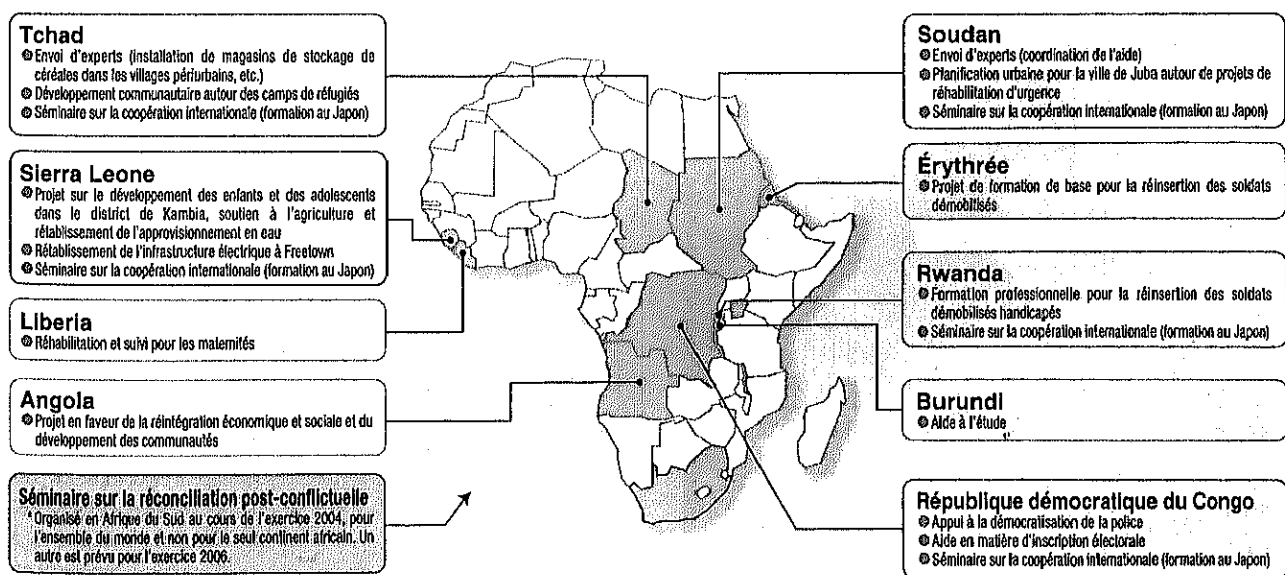 Tchad
Envoi d'experts (installation de magasins de stockage de
céréales dans les villages périurbains, etc.)
Développement communautaire autour des camps de réfugiés
Séminaire sur la coopération internationale (formation au Japon)
Sierra Leone
Projet sur le développement des enfants et des adolescents
dans le district de Kambia, soutien à l'agriculture et
rétablissement de l'approvisionnement en eau
Rétablissement de l'infrastructure électrique à Freetown
Séminaire sur la coopération internationale (formation au Japon)
Liberia
Réhabilitation et suivi pour les maternités
Angola
Projet en faveur de la réintégration économique et sociale et du
développement des communautés
Séminaire sur la réconciliation post-conflictuelle
* Organisé en Afrique du Sud au cours de l'exercice 2004, pour
l'ensemble du monde et non pour le seul continent africain. Un
autre est prévu pour l'exercice 2006.
Soudan
Envoi d'experts (coordination de l'aide)
Planification urbaine pour la ville de Juba autour de projets de
réhabilitation d'urgence
Séminaire sur la coopération internationale (formation au Japon)
Érythrée
Projet de formation de base pour la réinsertion des soldats
démobilisés
Rwanda
Formation professionnelle pour la réinsertion des soldats
démobilisés handicapés
Séminaire sur la coopération internationale (formation au Japon)
Burundi
Aide à l'étude
République démocratique du Congo
Appui à la démocratisation de la police
Aide en matière d'inscription électorale
Séminaire sur la coopération internationale (formation au Japon)